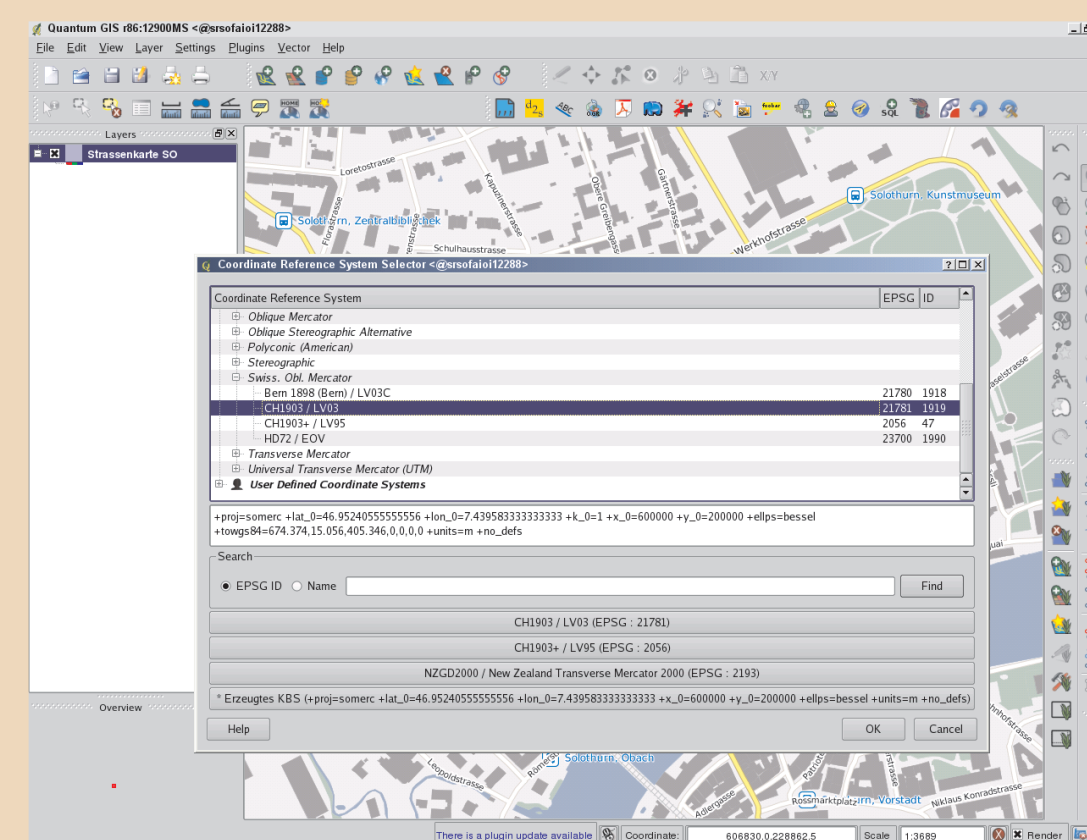 Quantum GIS r86:12900MS <@srsofaioi12288>
File Edit View Layer Settings Plugins Vector Help
Layers
Strassenkarte SO
Loretostrasse
Kapuzinerstrasse
Obere Greibengasse
Gärtnerstrasse
Solothurn, Kunstmuseum
Solothurn, Zentralbibliothek
Florastrasse
Schulhausstrasse
Werkhofstrasse
Coordinate Reference System Selector <@srsofaioi12288>
Coordinate Reference System EPSG ID
Oblique Mercator
Oblique Stereographic Alternative
Polyconic (American)
Stereographic
Swiss. Obl. Mercator
Bern 1898 (Bern) / LV03C 21780 1918
CH1903 / LV03 21781 1919
CH1903+ / LV95 2056 47
HD72 / EOV 23700 1990
Transverse Mercator
Universal Transverse Mercator (UTM)
User Defined Coordinate Systems
+proj=somerc +lat_0=46.95240555555556 +lon_0=7.439583333333333 +k_0=1 +x_0=600000 +y_0=200000 +ellps=bessel
+towgs84=674.374,15.056,405.346,0,0,0,0 +units=m +no_defs
Search
EPSG ID Name Find
CH1903 / LV03 (EPSG : 21781)
CH1903+ / LV95 (EPSG : 2056)
NZGD2000 / New Zealand Transverse Mercator 2000 (EPSG : 2193)
* Erzeugtes KBS (+proj=somerc +lat_0=46.95240555555556 +lon_0=7.439583333333333 +x_0=600000 +y_0=200000 +ellps=bessel +units=m +no_defs)
Overview
Help OK Cancel
Solothurn, Obach
Leopoldstrasse
Adlergasse
Rossmarktplatz
Vorstadt
Niklaus Konradstrasse
There is a plugin update available Coordinate: 606830.0,228862.5 Scale 1:3689 Render